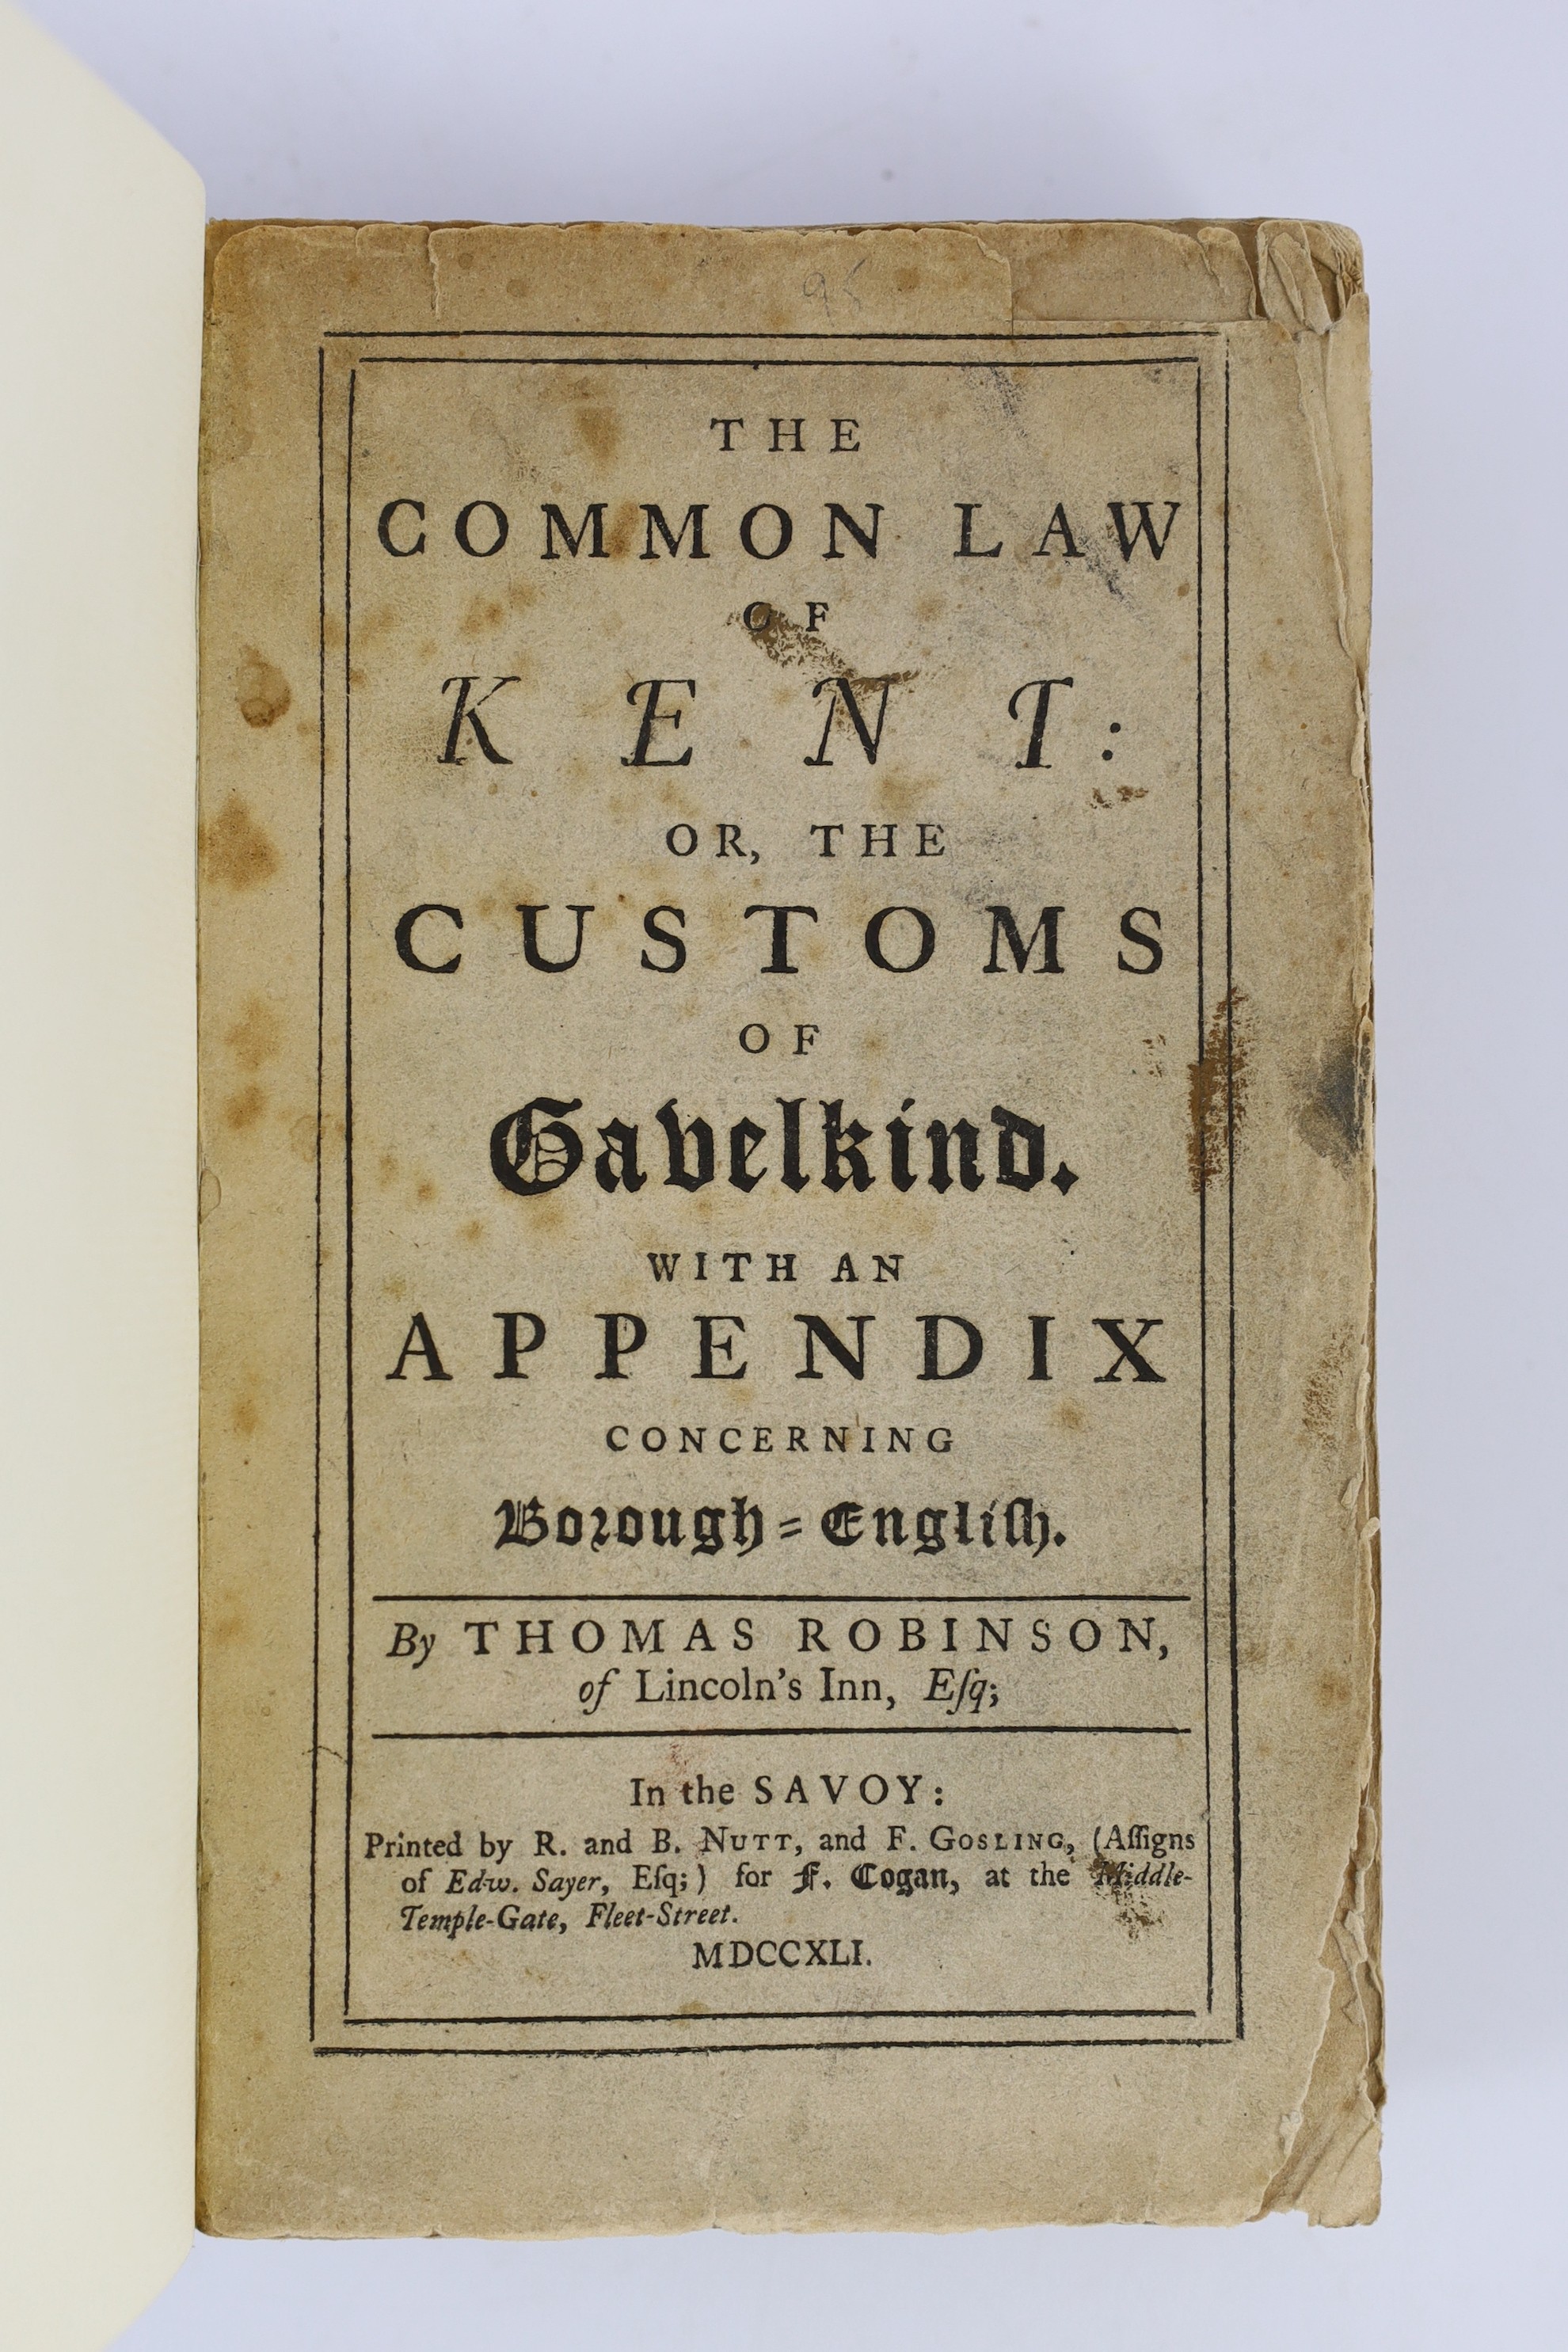 95
THE
COMMON LAW
OF
KENT:
OR, THE
CUSTOMS
OF
Gavelkind.
WITH AN
APPENDIX
CONCERNING
Borough=Engliſh.
By THOMAS ROBINSON,
of Lincoln's Inn, Eſq;
In the SAVOY:
Printed by R. and B. NUTT, and F. GOSLING, (Aſſigns
of Edw. Sayer, Eſq;) for F. Cogan, at the Middle-
Temple-Gate, Fleet-Street.
MDCCXLI.